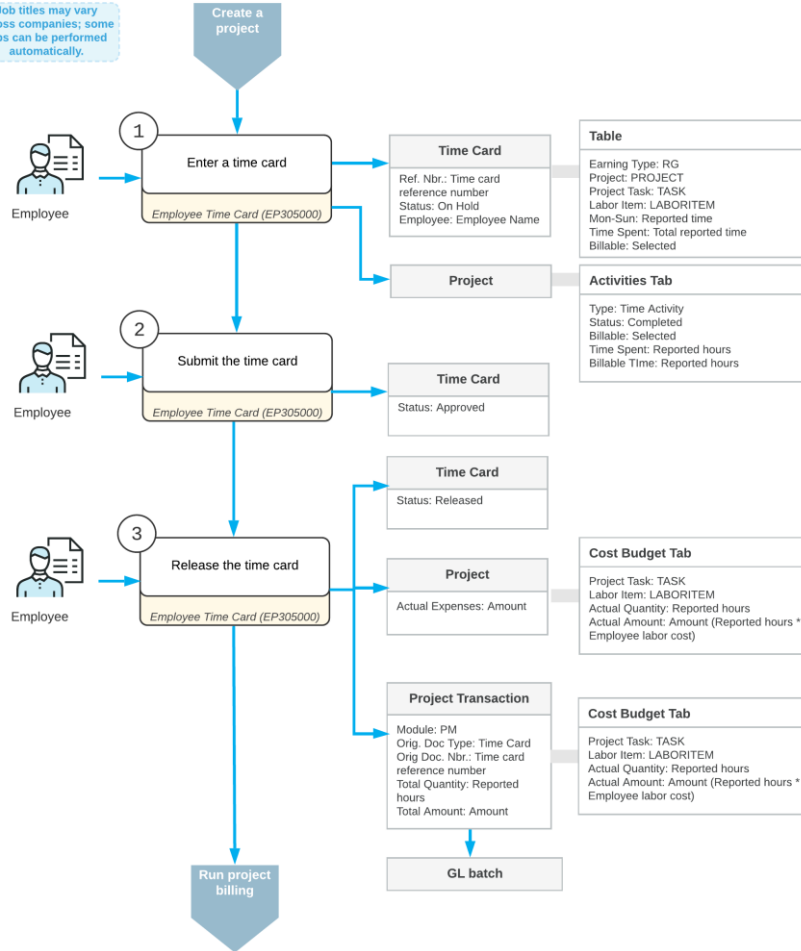 Job titles may vary
companies; some
can be performed
automatically.
Create a
project
1
Enter a time card
Employee Time Card (EP305000)
Employee
Time Card
Ref. Nbr.: Time card
reference number
Status: On Hold
Employee: Employee Name
Table
Earning Type: RG
Project: PROJECT
Project Task: TASK
Labor Item: LABORITEM
Mon-Sun: Reported time
Time Spent: Total reported time
Billable: Selected
Project
Activities Tab
Type: Time Activity
Status: Completed
Billable: Selected
Time Spent: Reported hours
Billable TIme: Reported hours
2
Submit the time card
Employee Time Card (EP305000)
Employee
Time Card
Status: Approved
Time Card
Status: Released
3
Release the time card
Employee Time Card (EP305000)
Employee
Project
Actual Expenses: Amount
Cost Budget Tab
Project Task: TASK
Labor Item: LABORITEM
Actual Quantity: Reported hours
Actual Amount: Amount (Reported hours *
Employee labor cost)
Project Transaction
Module: PM
Orig. Doc Type: Time Card
Orig Doc. Nbr.: Time card
reference number
Total Quantity: Reported
hours
Total Amount: Amount
Cost Budget Tab
Project Task: TASK
Labor Item: LABORITEM
Actual Quantity: Reported hours
Actual Amount: Amount (Reported hours *
Employee labor cost)
GL batch
Run project
billing